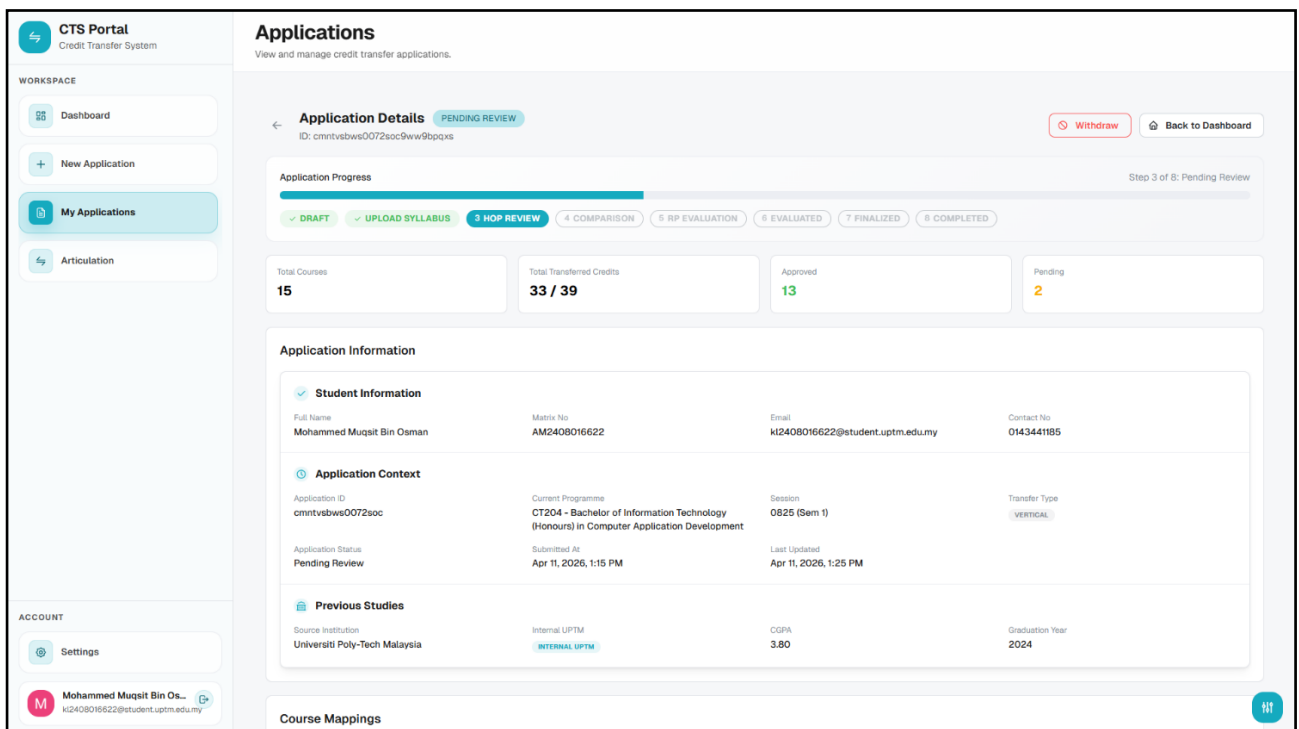 CTS Portal
Credit Transfer System
WORKSPACE
Dashboard
New Application
My Applications
Articulation
ACCOUNT
Settings
M
Mohammed Muqsit Bin Os...
kl2408016622@student.uptm.edu.my
Applications
View and manage credit transfer applications.
Application Details PENDING REVIEW
ID: cmntvsbws0072soc9ww9bpqxs
Withdraw
Back to Dashboard
Application Progress
Step 3 of 8: Pending Review
DRAFT UPLOAD SYLLABUS 3 HOP REVIEW 4 COMPARISON 5 RP EVALUATION 6 EVALUATED 7 FINALIZED 8 COMPLETED
Total Courses
15
Total Transferred Credits
33 / 39
Approved
13
Pending
2
Application Information
Student Information
Full Name
Mohammed Muqsit Bin Osman
Matrix No
AM2408016622
Email
kl2408016622@student.uptm.edu.my
Contact No
0143441185
Application Context
Application ID
cmntvsbws0072soc
Current Programme
CT204 - Bachelor of Information Technology
(Honours) in Computer Application Development
Session
0825 (Sem 1)
Transfer Type
VERTICAL
Application Status
Pending Review
Submitted At
Apr 11, 2026, 1:15 PM
Last Updated
Apr 11, 2026, 1:25 PM
Previous Studies
Source Institution
Universiti Poly-Tech Malaysia
Internal UPTM
INTERNAL UPTM
CGPA
3.80
Graduation Year
2024
Course Mappings